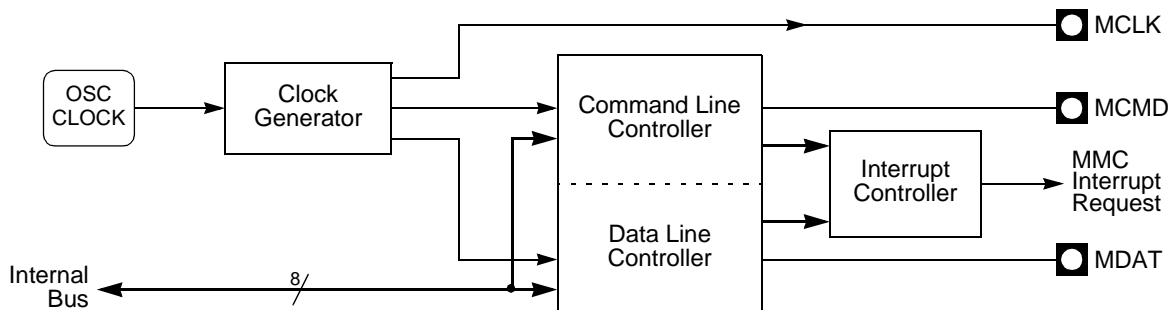 MCLK
OSC
CLOCK
Clock
Generator
Command Line
Controller
MCMD
Interrupt
Controller
MMC
Interrupt
Request
Data Line
Controller
MDAT
Internal
Bus
8